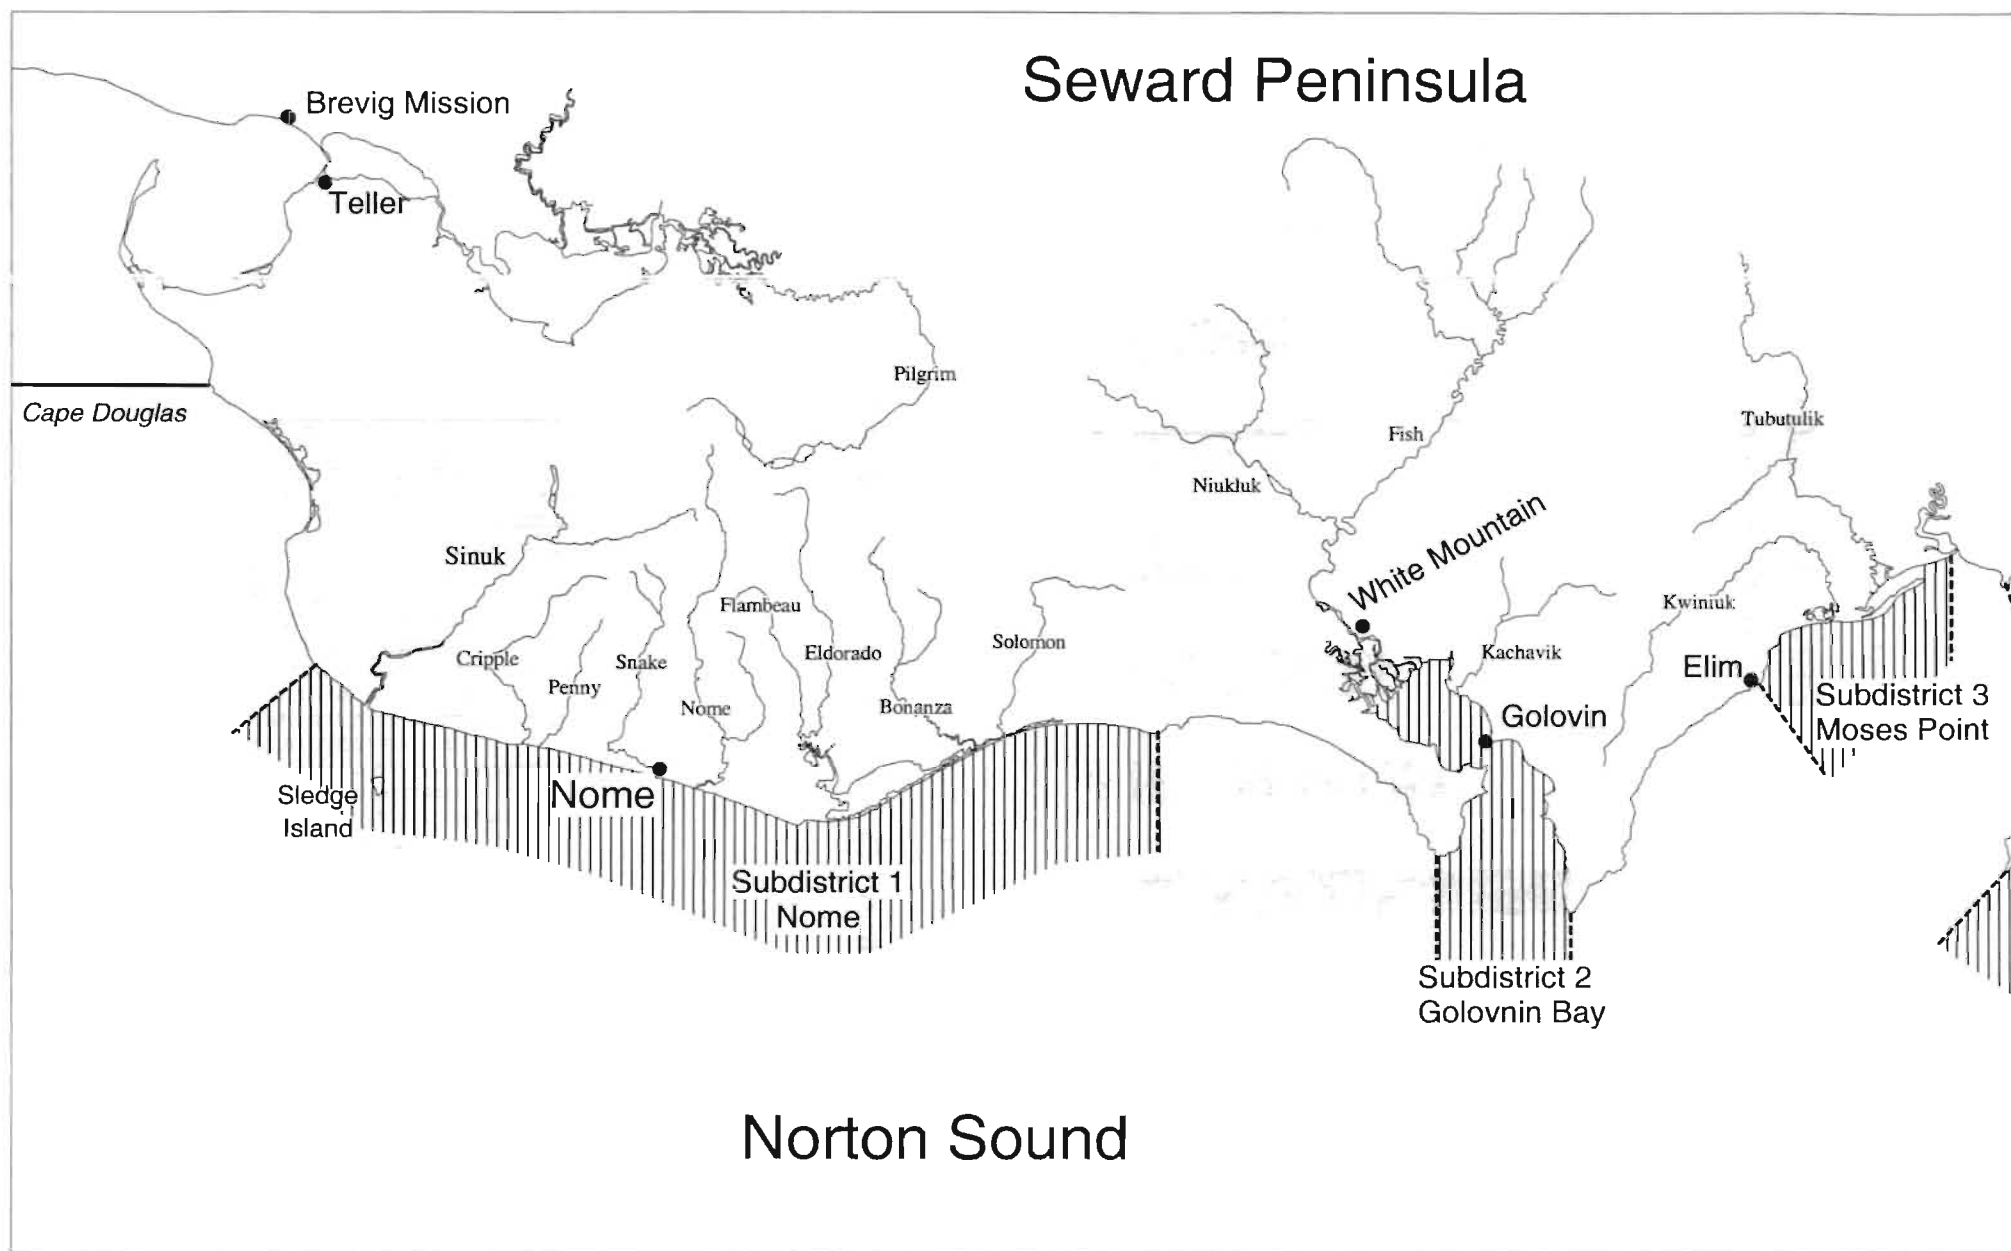 Seward Peninsula
Brevig Mission
Teller
Pilgrim
Cape Douglas
Fish
Tubutulik
Niukluk
White Mountain
Sinuk
Flambeau
Kwiniuk
Cripple
Snake
Eldorado
Solomon
Kachavik
Elim
Penny
Nome
Bonanza
Golovin
Subdistrict 3
Moses Point
Sledge
Island
Nome
Subdistrict 1
Nome
Subdistrict 2
Golovnin Bay
Norton Sound